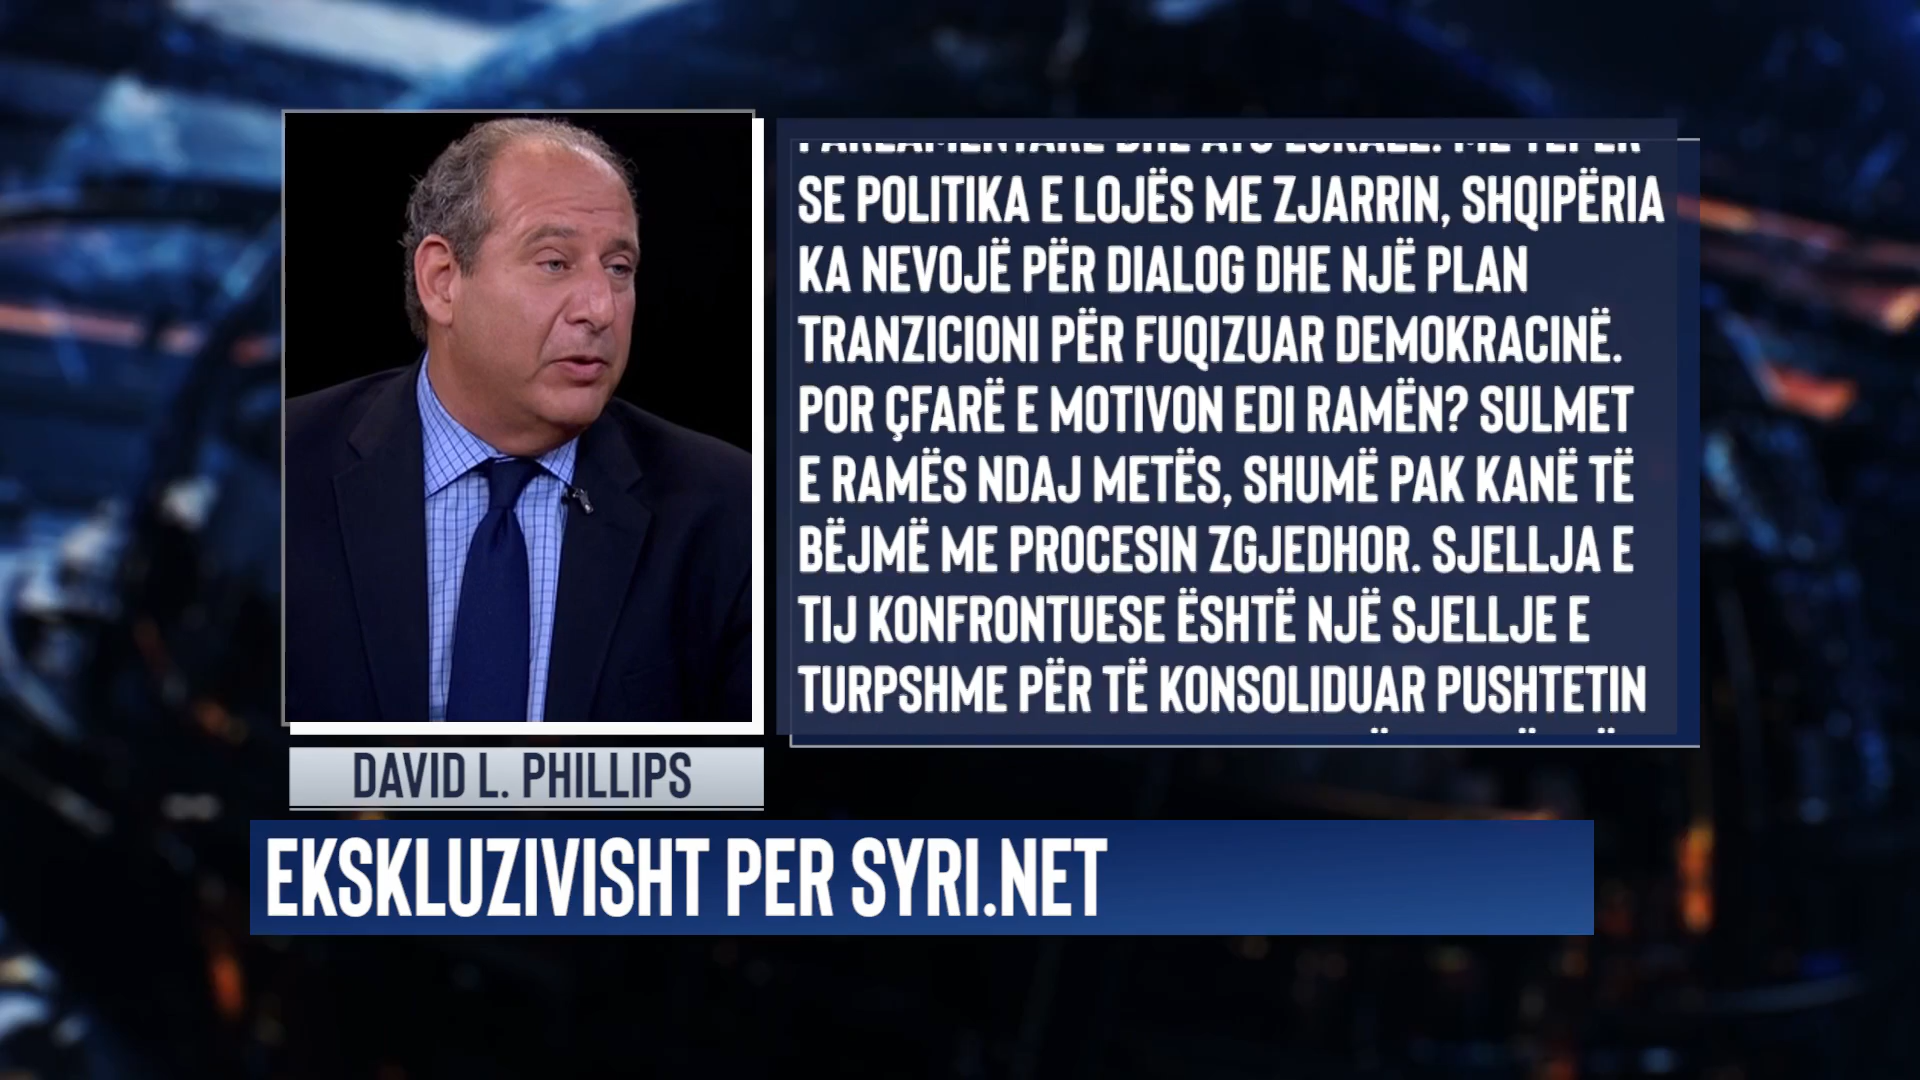 SE POLITIKA E LOJËS ME ZJARRIN, SHQIPËRIA
KA NEVOJË PËR DIALOG DHE NJË PLAN
TRANZICIONI PËR FUQIZUAR DEMOKRACINË.
POR ÇFARË E MOTIVON EDI RAMËN? SULMET
E RAMËS NDAJ METËS, SHUMË PAK KANË TË
BËJMË ME PROCESIN ZGJEDHOR. SJELLJA E
TIJ KONFRONTUESE ËSHTË NJË SJELLJE E
TURPSHME PËR TË KONSOLIDUAR PUSHTETIN
DAVID L. PHILLIPS
EKSKLUZIVISHT PER SYRI.NET